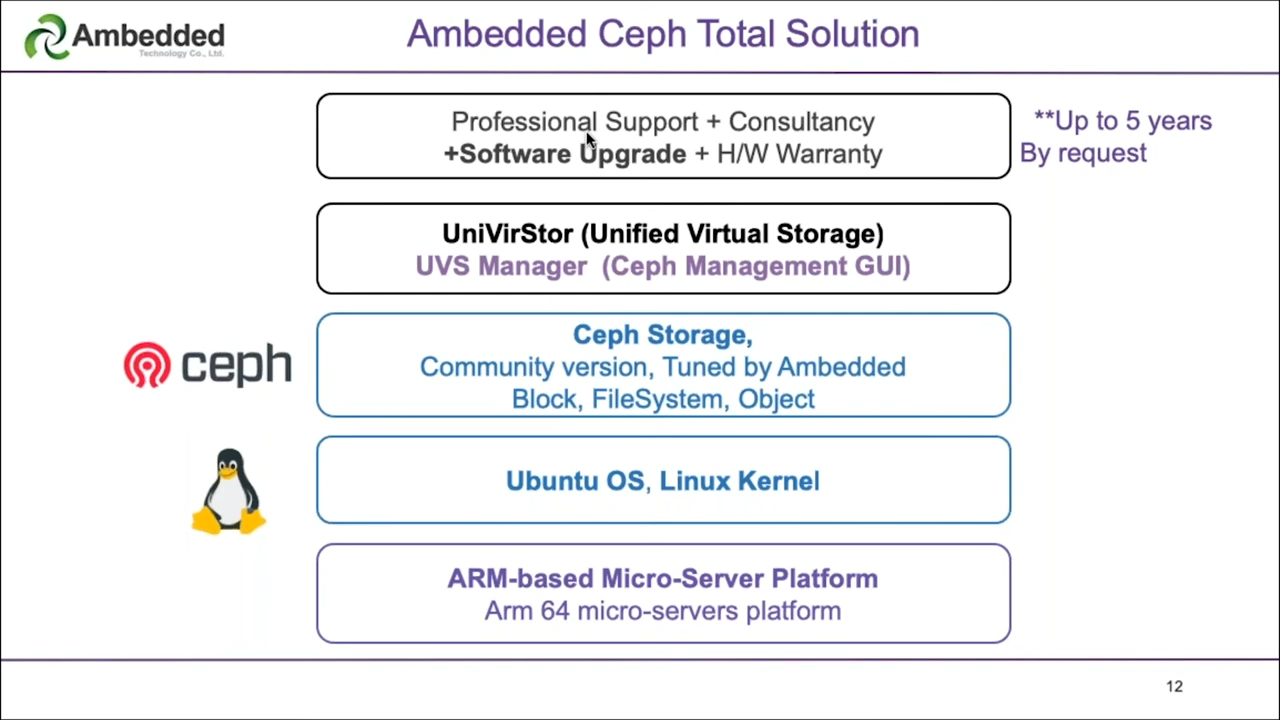 Ambedded
Technology Co., Ltd.
Ambedded Ceph Total Solution
Professional Support + Consultancy
+Software Upgrade + H/W Warranty
**Up to 5 years
By request
UniVirStor (Unified Virtual Storage)
UVS Manager (Ceph Management GUI)
ceph
Ceph Storage,
Community version, Tuned by Ambedded
Block, FileSystem, Object
Ubuntu OS, Linux Kernel
ARM-based Micro-Server Platform
Arm 64 micro-servers platform
12